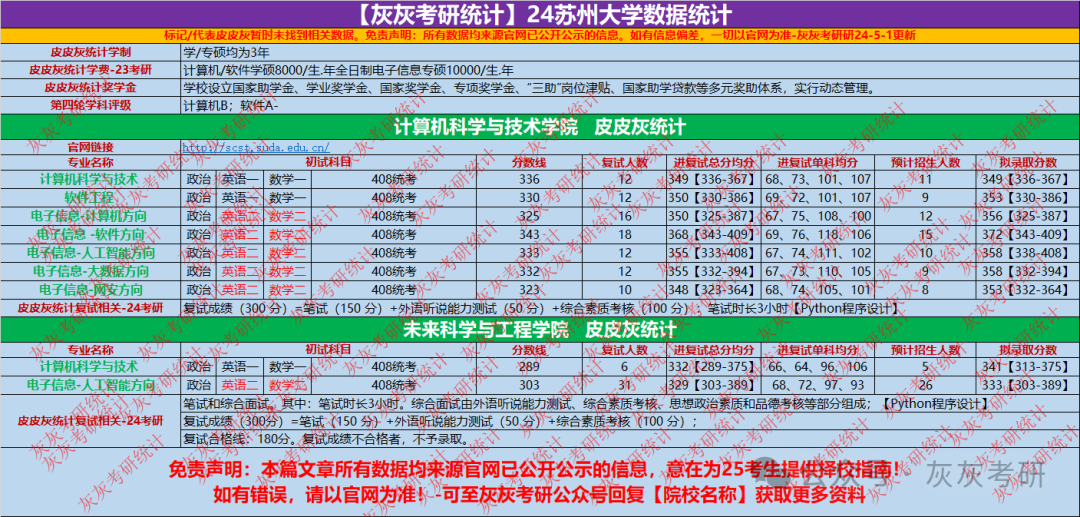 【灰灰考研统计】24苏州大学数据统计
标记/代表皮皮灰暂时未找到相关数据。免责声明：所有数据均来源官网已公开公示的信息。如有信息偏差，一切以官网为准-灰灰考研研24-5-1更新
皮皮灰统计学制 学/专硕均为3年
皮皮灰统计学费-23考研 计算机/软件学硕8000/生.年全日制电子信息专硕10000/生.年
皮皮灰统计奖学金 学校设立国家助学金、学业奖学金、国家奖学金、专项奖学金、“三助”岗位津贴、国家助学贷款等多元奖助体系，实行动态管理。
第四轮学科评级 计算机B；软件A-
计算机科学与技术学院 皮皮灰统计
官网链接 http://scst.suda.edu.cn/
专业名称 初试科目 分数线 复试人数 进复试总分均分 进复试单科均分 预计招生人数 拟录取分数
计算机科学与技术 政治 英语一 数学一 408统考 336 12 349【336-367】 68、73、101、107 11 349【336-367】
软件工程 政治 英语一 数学一 408统考 330 12 350【330-386】 69、72、101、107 9 353【330-386】
电子信息-计算机方向 政治 英语二 数学二 408统考 325 16 350【325-387】 67、75、108、100 12 356【325-387】
电子信息 -软件方向 政治 英语二 数学二 408统考 343 18 368【343-409】 69、76、118、106 15 372【343-409】
电子信息-人工智能方向 政治 英语二 数学二 408统考 333 12 355【333-408】 67、74、111、102 10 358【338-408】
电子信息-大数据方向 政治 英语二 数学二 408统考 332 12 355【332-394】 67、73、110、105 9 358【332-394】
电子信息-网安方向 政治 英语二 数学二 408统考 323 10 348【323-364】 68、74、105、101 8 353【332-364】
皮皮灰统计复试相关-24考研 复试成绩（300 分）=笔试（150 分）+外语听说能力测试（50 分）+综合素质考核（100 分）；笔试时长3小时【Python程序设计】
未来科学与工程学院 皮皮灰统计
专业名称 初试科目 分数线 复试人数 进复试总分均分 进复试单科均分 预计招生人数 拟录取分数
计算机科学与技术 政治 英语一 数学一 408统考 289 6 332【289-375】 66、64、96、106 5 341【313-375】
电子信息-人工智能方向 政治 英语二 数学二 408统考 303 31 329【303-389】 68、72、97、93 26 333【303-389】
皮皮灰统计复试相关-24考研 笔试和综合面试。其中：笔试时长3小时。综合面试由外语听说能力测试、综合素质考核、思想政治素质和品德考核等部分组成；【Python程序设计】
复试成绩（300分）=笔试（150 分）+外语听说能力测试（50 分）+综合素质考核（100 分）；
复试合格线：180分。复试成绩不合格者，不予录取。
免责声明：本篇文章所有数据均来源官网已公开公示的信息，意在为25考生提供择校指南！
如有错误，请以官网为准！-可至灰灰考研公众号回复【院校名称】获取更多资料
公众号 灰灰考研
灰灰考研统计